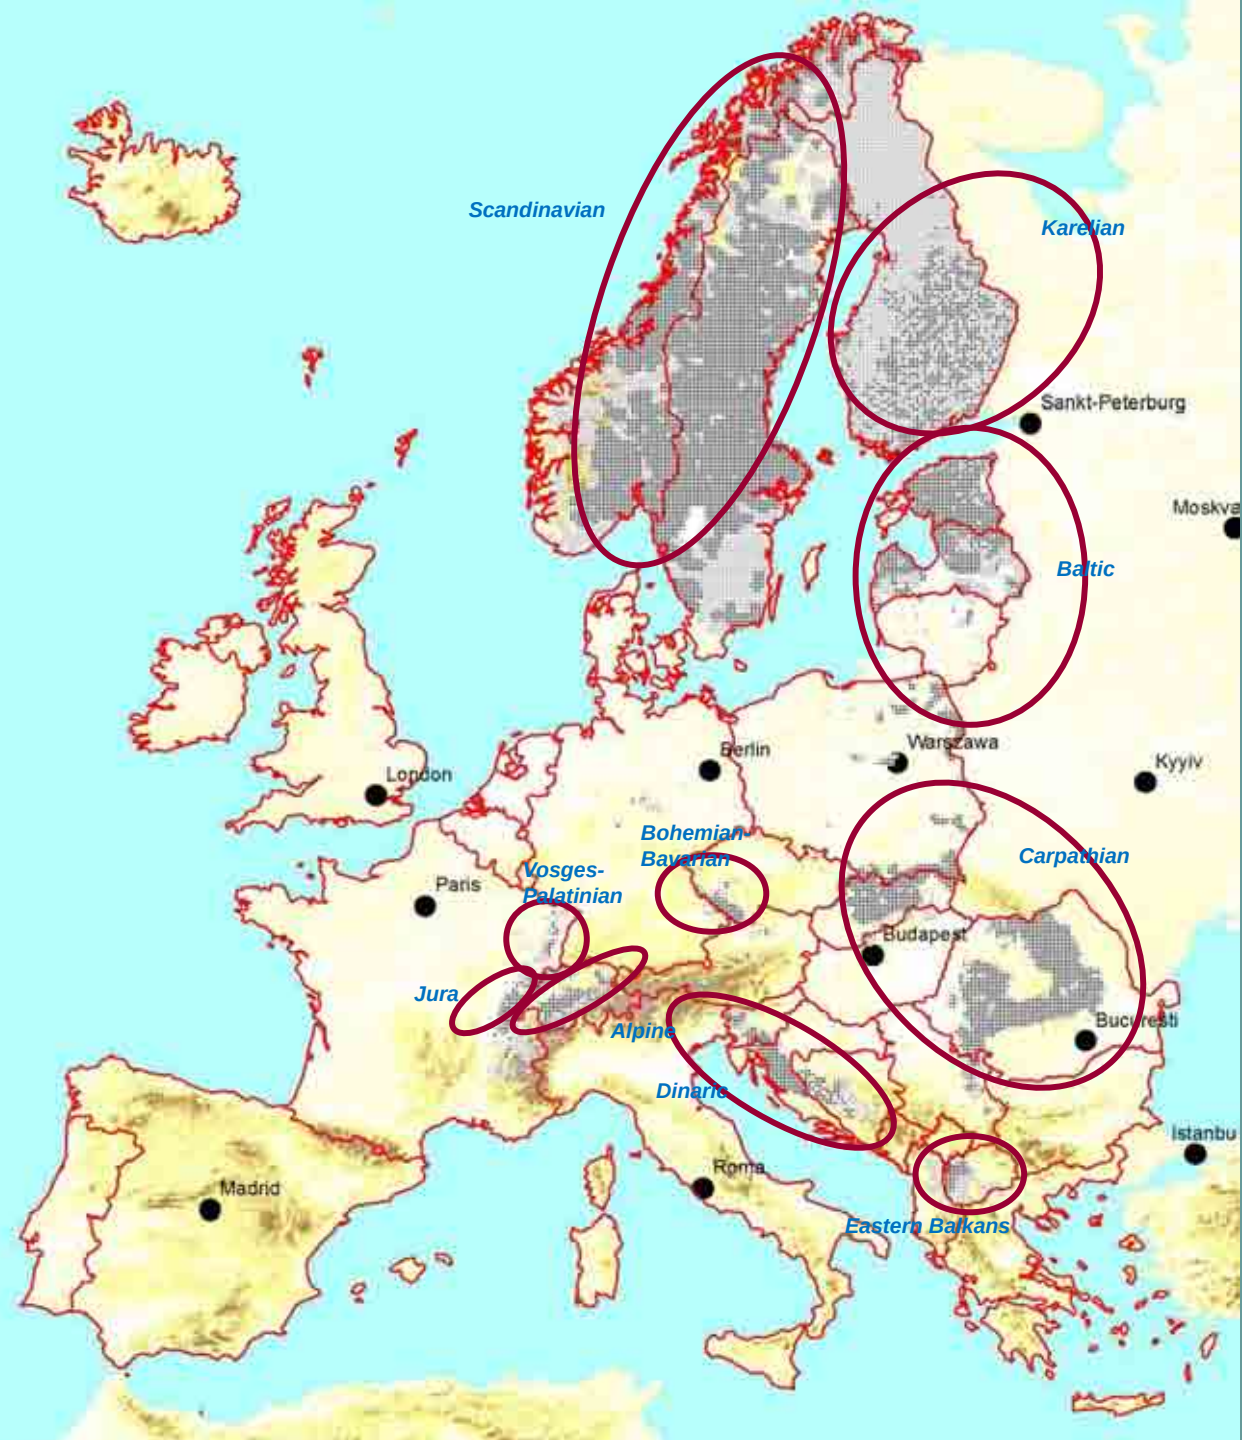 Scandinavian
Karelian
Sankt-Peterburg
Moskva
Baltic
Warszawa
Berlin
Kyyiv
London
Bohemian-
Bavarian
Carpathian
Vosges-
Palatinian
Paris
Budapest
Jura
Bucuresti
Alpine
Dinaric
Istanbu
Roma
Madrid
Eastern Balkans